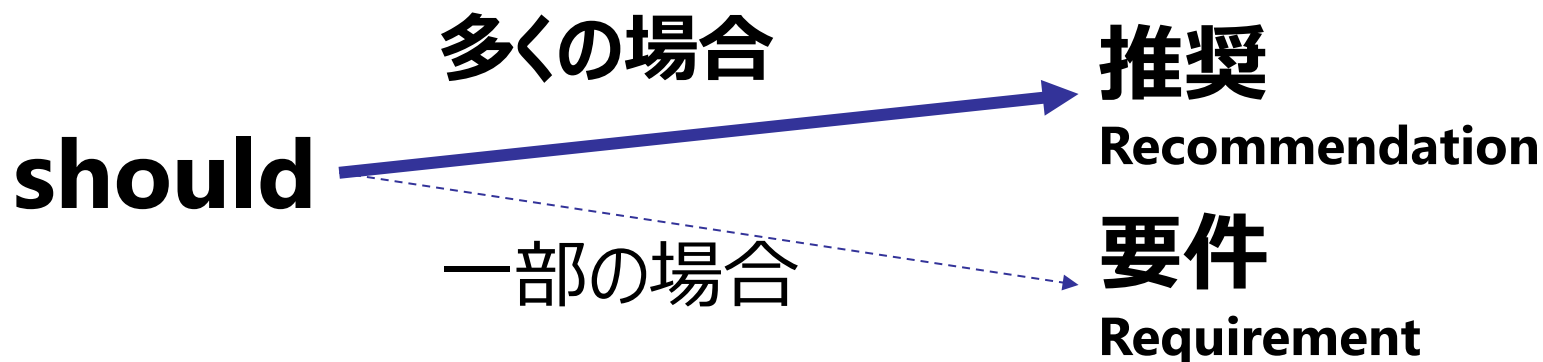 多くの場合
推奨
Recommendation
should
一部の場合
要件
Requirement